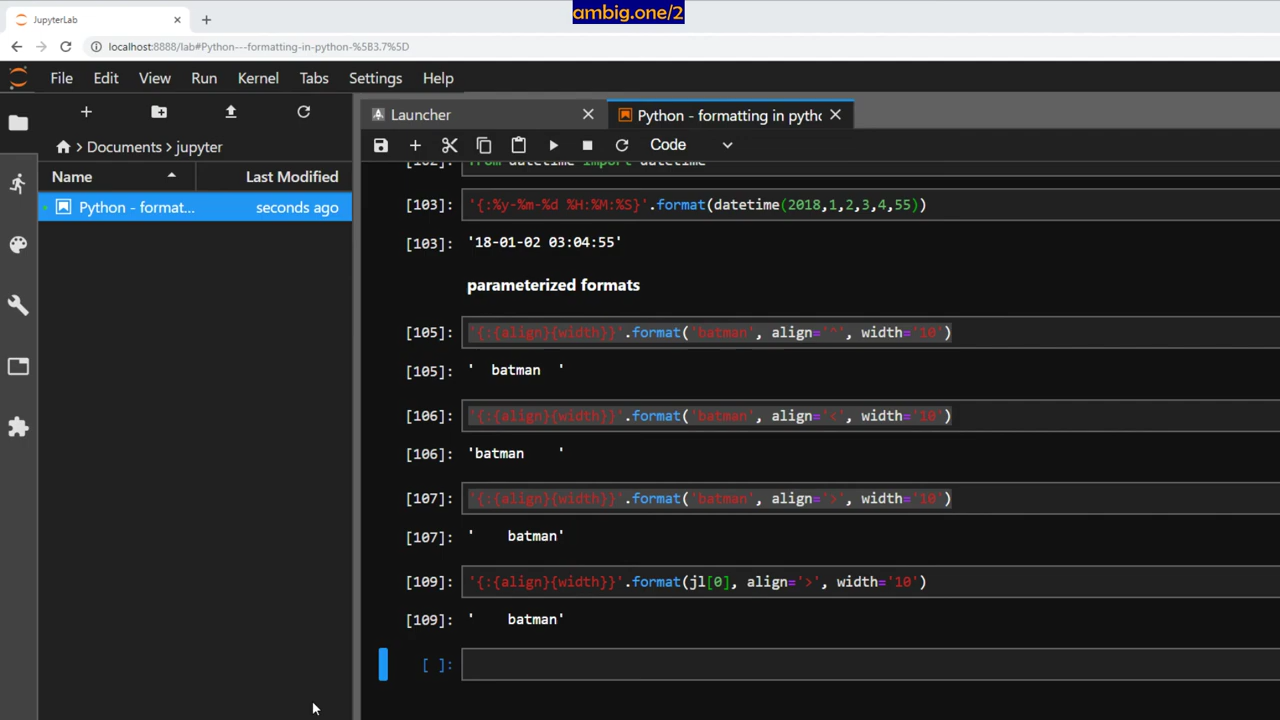 ambig.one/2
JupyterLab
localhost:8888/lab#Python---formatting-in-python-%5B3.7%5D
File Edit View Run Kernel Tabs Settings Help
Launcher
Python - formatting in pytho
Code
Documents > jupyter
Name Last Modified
Python - format... seconds ago
[102]: from datetime import datetime
[103]: '{:%y-%m-%d %H:%M:%S}'.format(datetime(2018,1,2,3,4,55))
[103]: '18-01-02 03:04:55'
parameterized formats
[105]: '{:{align}{width}}'.format('batman', align='^', width='10')
[105]: '  batman  '
[106]: '{:{align}{width}}'.format('batman', align='<', width='10')
[106]: 'batman    '
[107]: '{:{align}{width}}'.format('batman', align='>', width='10')
[107]: '    batman'
[109]: '{:{align}{width}}'.format(jl[0], align='>', width='10')
[109]: '    batman'
[ ]: